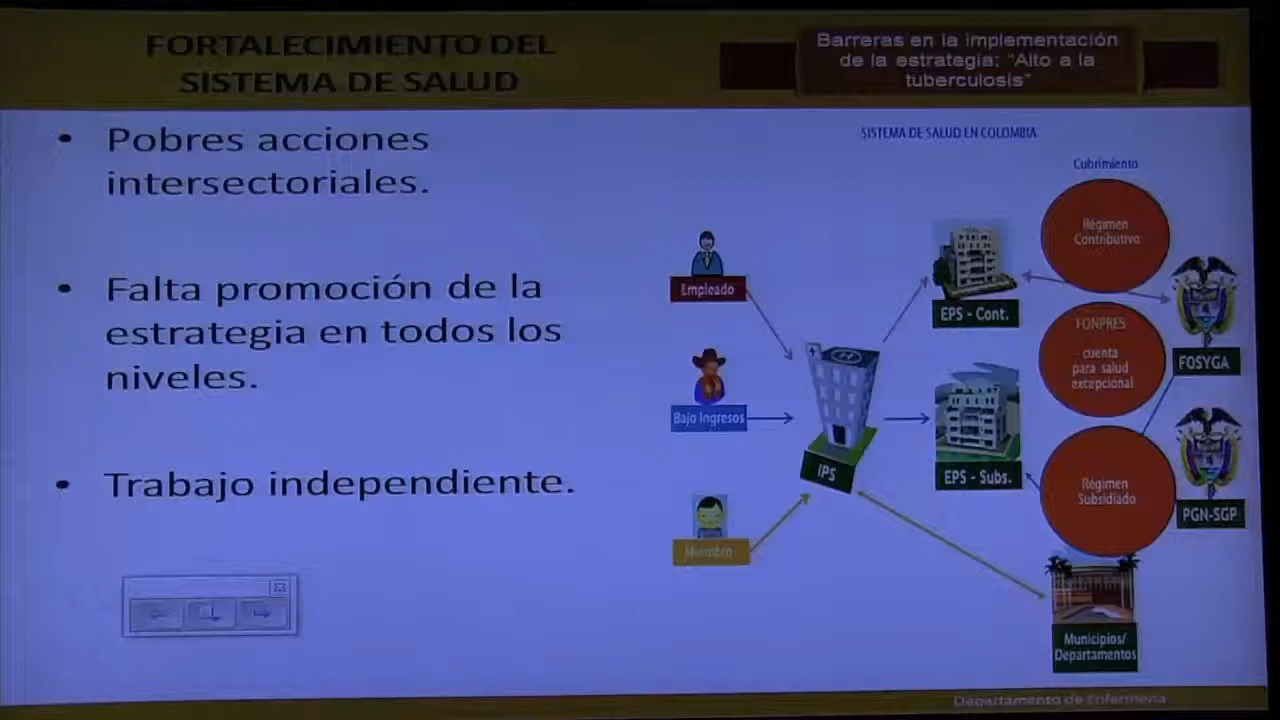 FORTALECIMIENTO DEL
SISTEMA DE SALUD
Barreras en la implementación
de la estrategia; "Alto a la
tuberculosis"
• Pobres acciones
intersectoriales.
• Falta promoción de la
estrategia en todos los
niveles.
• Trabajo independiente.
SISTEMA DE SALUD EN COLOMBIA
Cubrimiento
Régimen
Contributivo
Empleado
EPS - Cont.
FONPRES
cuenta
para salud
excepcional
FOSYGA
Bajo Ingresos
IPS
EPS - Subs.
Régimen
Subsidiado
PGN-SGP
Miembro
Municipios/
Departamentos
Departamento de Enfermería